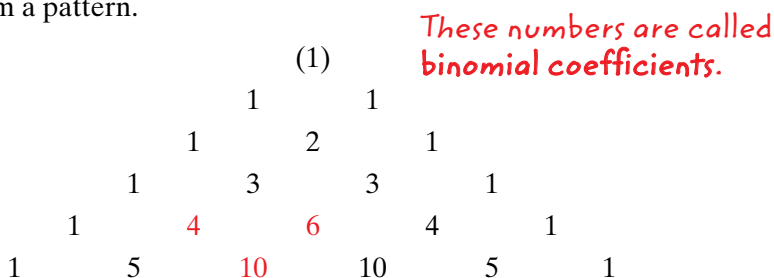 m a pattern.
These numbers are called
binomial coefficients.
(1)
1 1
1 2 1
1 3 3 1
1 4 6 4 1
1 5 10 10 5 1